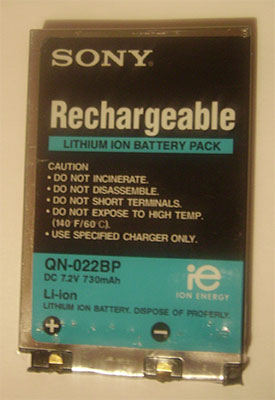 SONY
Rechargeable
LITHIUM ION BATTERY PACK
CAUTION
• DO NOT INCINERATE.
• DO NOT DISASSEMBLE.
• DO NOT SHORT TERMINALS.
• DO NOT EXPOSE TO HIGH TEMP.
(140 F/60°C).
• USE SPECIFIED CHARGER ONLY.
QN-022BP
DC 7.2V 730mAh
Li-ion
LITHIUM ION BATTERY. DISPOSE OF PROPERLY.
ie
ION ENERGY
+ −